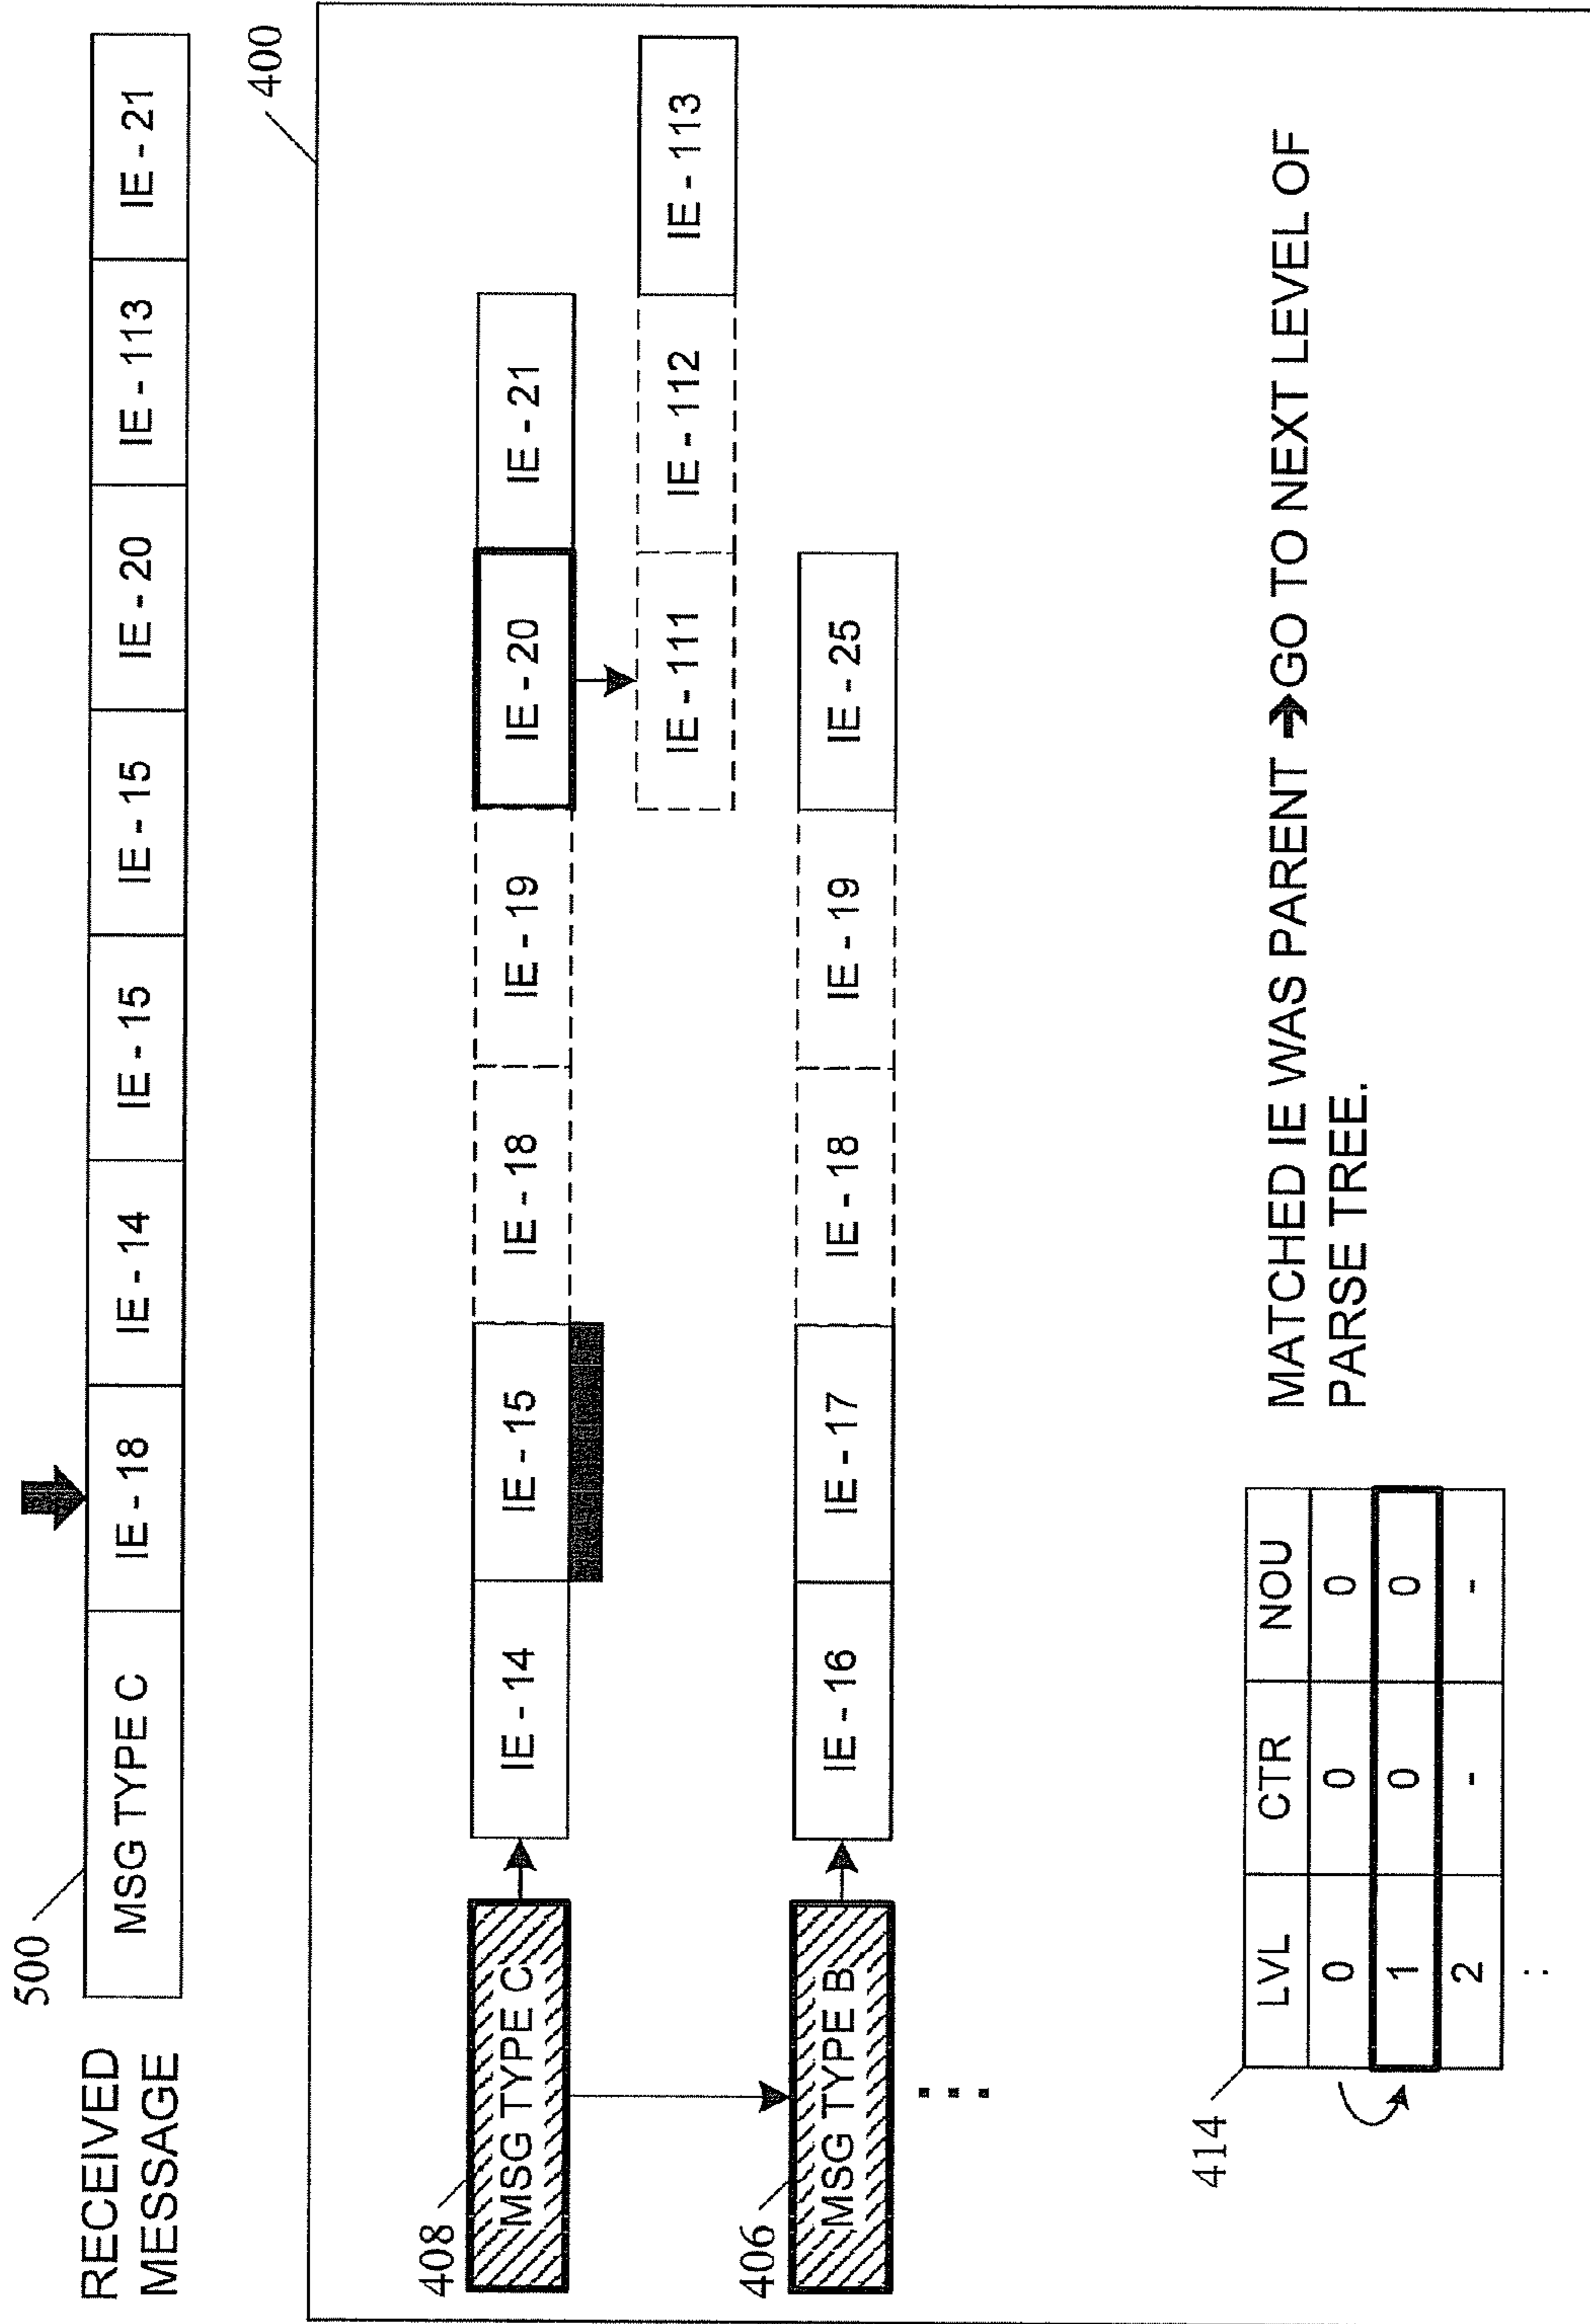 RECEIVED
MESSAGE
500
MSG TYPE C IE - 18 IE - 14 IE - 15 IE - 15 IE - 20 IE - 113 IE - 21
400
408
MSG TYPE C IE - 14 IE - 15 IE - 18 IE - 19 IE - 20 IE - 21
IE - 111 IE - 112 IE - 113
406
MSG TYPE B IE - 16 IE - 17 IE - 18 IE - 19 IE - 25
414
LVL CTR NOU
0 0 0
1 0 0
2 - -
:
MATCHED IE WAS PARENT ➔GO TO NEXT LEVEL OF
PARSE TREE.